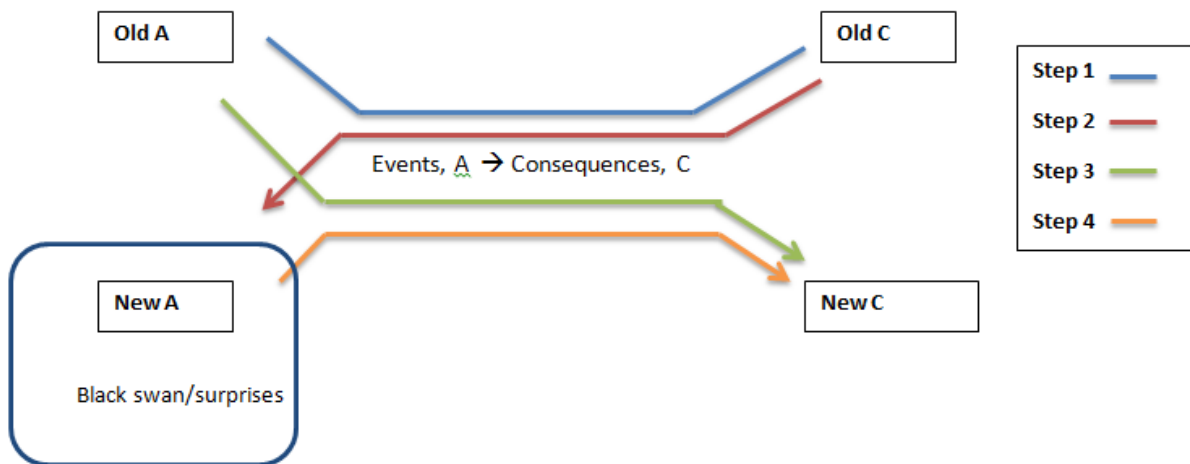 Old A
Old C
Step 1
Step 2
Step 3
Step 4
Events, A → Consequences, C
New A
New C
Black swan/surprises